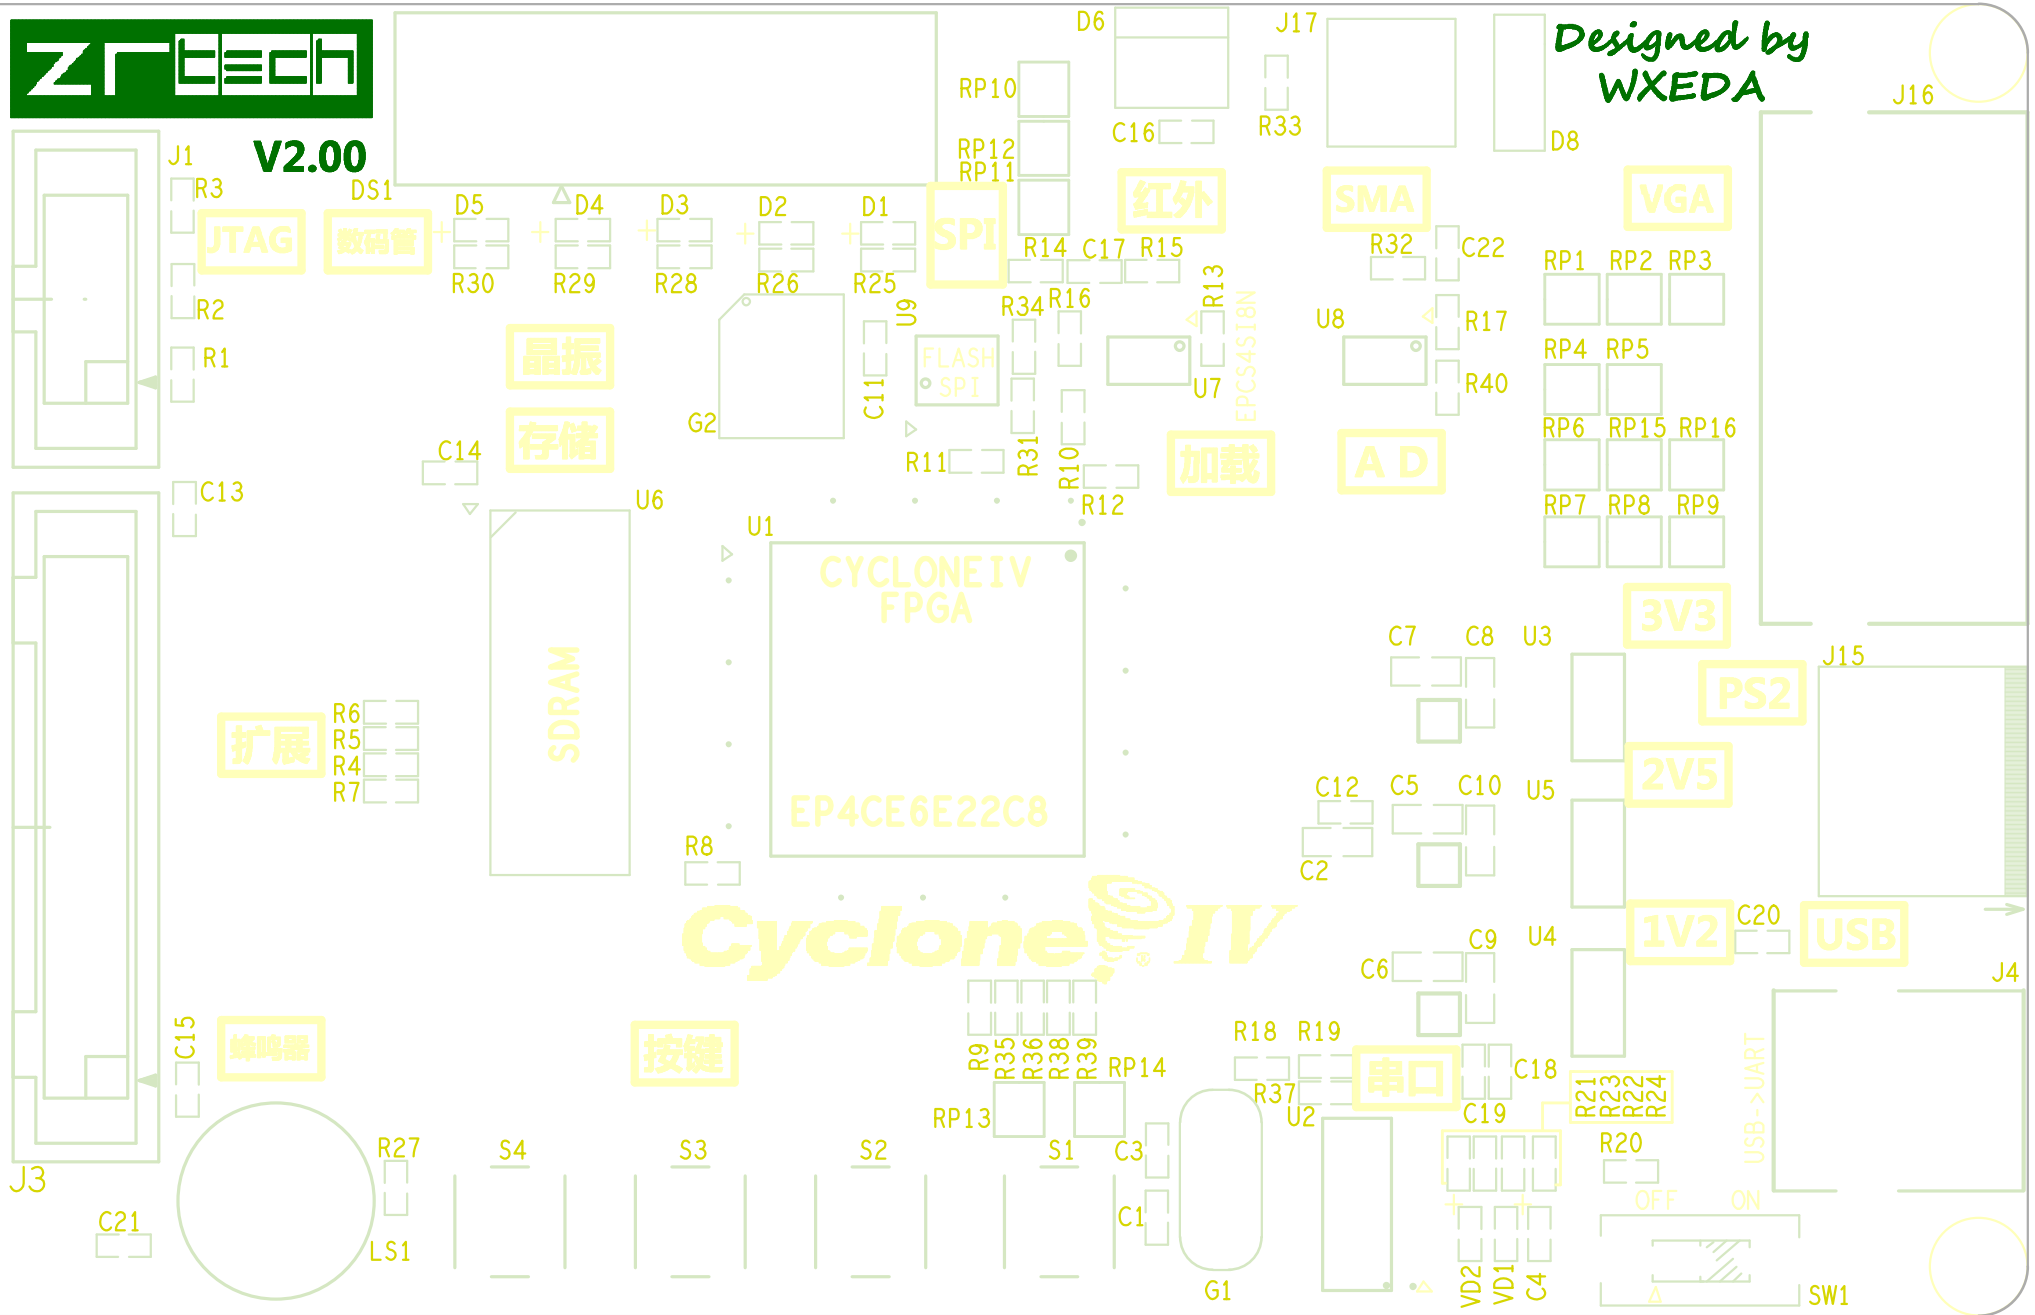 zrtech
V2.00
Designed by
WXEDA
D6
J17
J16
RP10
RP12
RP11
C16
R33
D8
J1
R3
DS1
D5
D4
D3
D2
D1
JTAG
数码管
SPI
红外
SMA
VGA
R14
C17
R15
R32
C22
R30
R29
R28
R26
R25
RP1
RP2
RP3
R2
U9
R34
R16
R13
U8
R17
R1
晶振
FLASH
SPI
EPCS4SI8N
U7
RP4
RP5
R40
C11
G2
存储
C14
R11
R31
R10
R12
加载
A D
RP6
RP15
RP16
C13
U6
U1
RP7
RP8
RP9
CYCLONEIV
FPGA
EP4CE6E22C8
SDRAM
3V3
C7
C8
U3
J15
PS2
扩展
R6
R5
R4
R7
2V5
C12
C5
C10
U5
R8
C2
Cyclone IV
®
1V2
C20
USB
C9
U4
C6
J4
蜂鸣器
C15
按键
R9
R35
R36
R38
R39
RP14
RP13
R18
R19
R37
串口
U2
C18
C19
R21
R23
R22
R24
R20
USB->UART
J3
R27
S4
S3
S2
S1
C3
C1
OFF
ON
C21
LS1
G1
VD2
VD1
C4
SW1